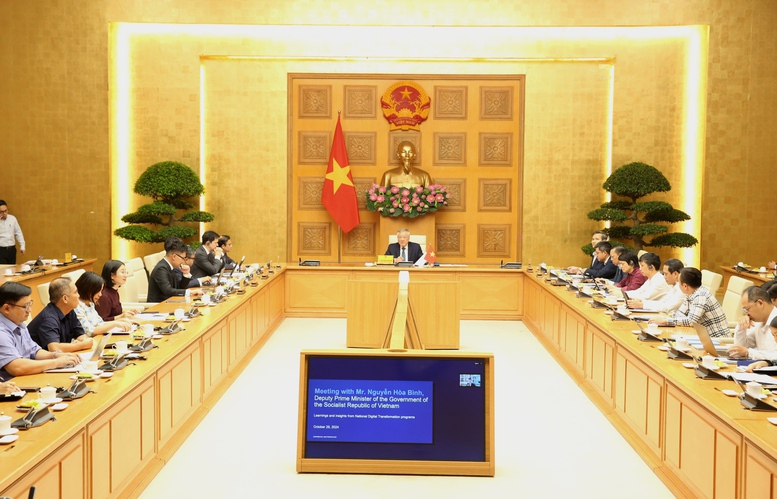 Meeting with Mr. Nguyễn Hòa Bình,
Deputy Prime Minister of the Government of
the Socialist Republic of Vietnam
Learnings and insights from National Digital Transformation programs
October 29, 2024